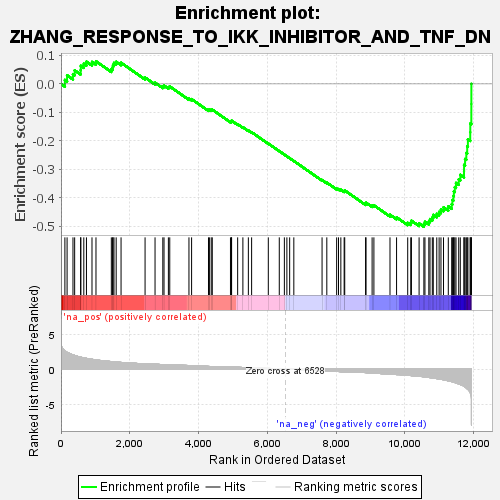 Enrichment plot:
ZHANG_RESPONSE_TO_IKK_INHIBITOR_AND_TNF_DN
Enrichment score (ES)
0.1
0.0
-0.1
-0.2
-0.3
-0.4
-0.5
'na_pos' (positively correlated)
Ranked list metric (PreRanked)
5
0
-5
Zero cross at 6528
'na_neg' (negatively correlated)
0
2,000
4,000
6,000
8,000
10,000
12,000
Rank in Ordered Dataset
Enrichment profile
Hits
Ranking metric scores